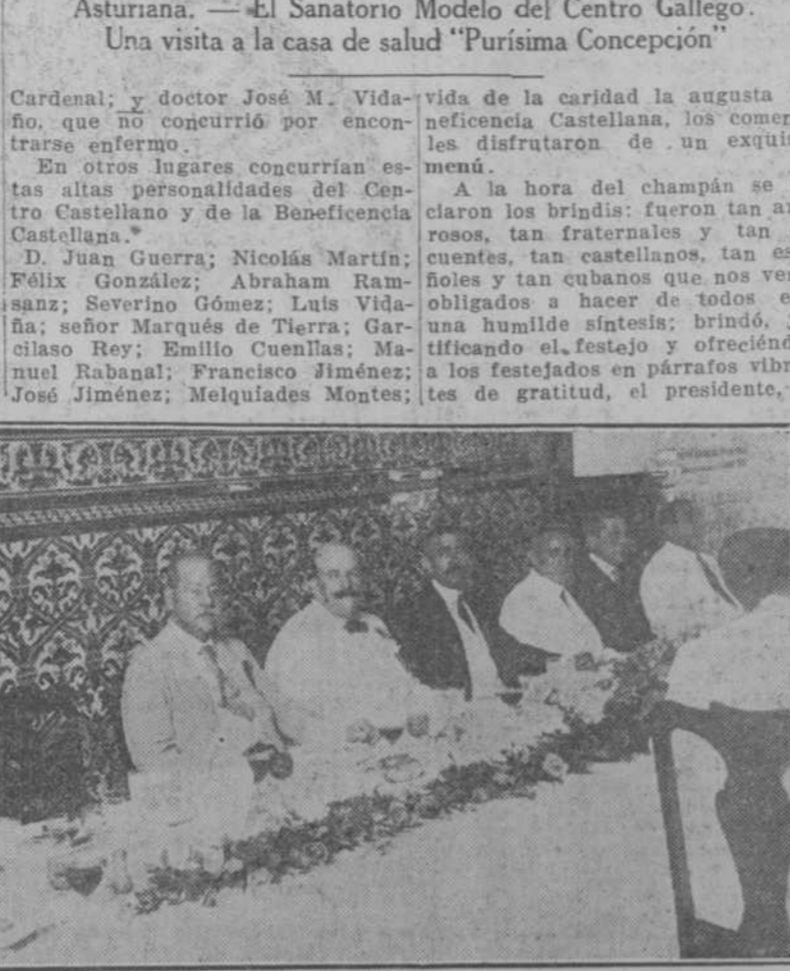 Asturiana. — El Sanatorio Modelo del Centro Gallego.
Una visita a la casa de salud "Purísima Concepción"
Cardenal; y doctor José M. Vida-
ño, que no concurrió por encon-
trarse enfermo.
En otros lugares concurrían es-
tas altas personalidades del Cen-
tro Castellano y de la Beneficencia
Castellana.
D. Juan Guerra; Nicolás Martín;
Félix González; Abraham Ram-
sanz; Severino Gómez; Luis Vida-
ña; señor Marqués de Tierra; Gar-
cilaso Rey; Emilio Cuenllas; Ma-
nuel Rabanal; Francisco Jiménez;
José Jiménez; Melquiades Montes;
vida de la caridad la augusta
neficencia Castellana, los comen
les disfrutaron de un exquis
menú.
A la hora del champán se
ciaron los brindis: fueron tan
rosos, tan fraternales y tan
cuentes, tan castellanos, tan es
ñoles y tan cubanos que nos ve
obligados a hacer de todos e
una humilde síntesis; brindó,
tificando el festejo y ofreciénd
a los festejados en párrafos vibr
tes de gratitud, el presidente,